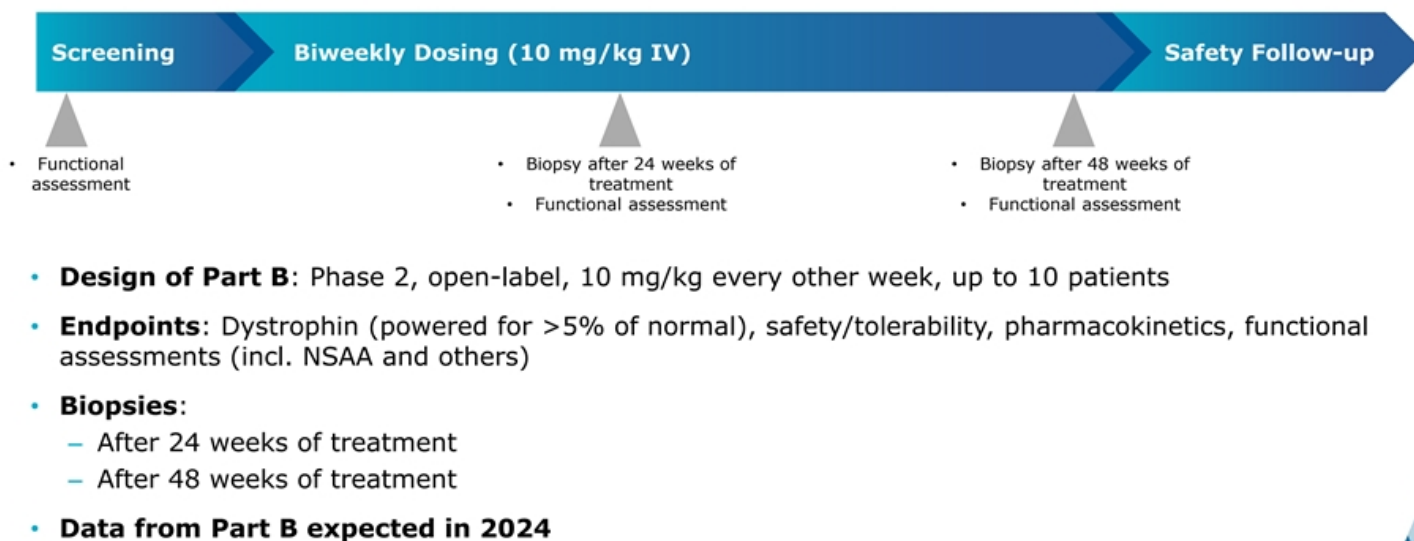 Screening
Biweekly Dosing (10 mg/kg IV)
Safety Follow-up
• Functional
assessment
• Biopsy after 24 weeks of
treatment
• Functional assessment
• Biopsy after 48 weeks of
treatment
• Functional assessment
• Design of Part B: Phase 2, open-label, 10 mg/kg every other week, up to 10 patients
• Endpoints: Dystrophin (powered for >5% of normal), safety/tolerability, pharmacokinetics, functional
assessments (incl. NSAA and others)
• Biopsies:
– After 24 weeks of treatment
– After 48 weeks of treatment
• Data from Part B expected in 2024